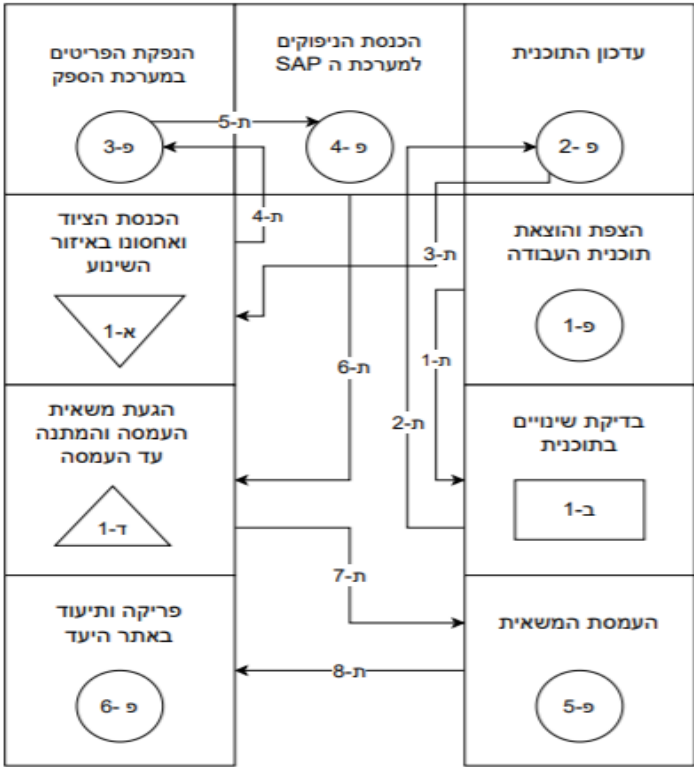 עדכון התוכנית
פ -2
הכנסת הניפוקים
למערכת ה SAP
פ -4
הנפקת הפריטים
במערכת הספק
פ-3
ת-5
הצפת והוצאת
תוכנית העבודה
פ-1
הכנסת הציוד
ואחסונו באיזור
השינוע
א-1
ת-4
ת-3
ת-1
ת-6
ת-2
בדיקת שינויים
בתוכנית
ב-1
הגעת משאית
העמסה והמתנה
עד העמסה
ד-1
ת-7
העמסת המשאית
פ-5
ת-8
פריקה ותיעוד
באתר היעד
פ -6